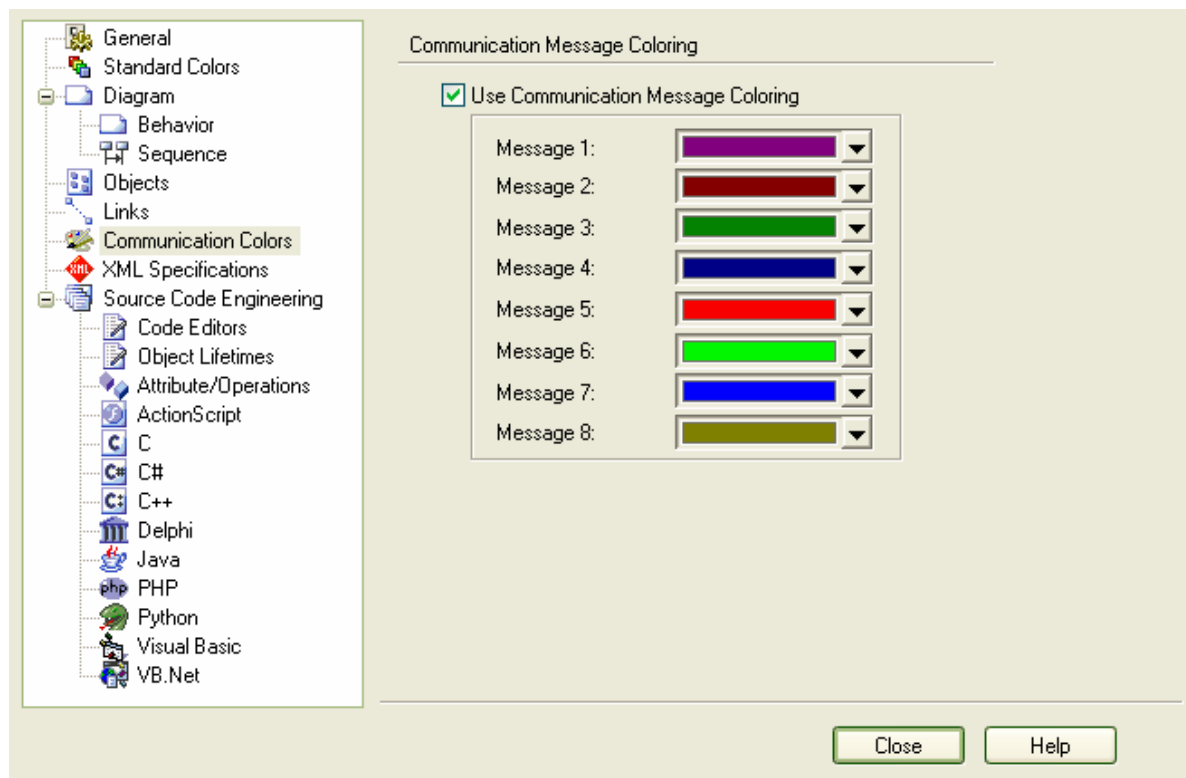 General
Standard Colors
Diagram
Behavior
Sequence
Objects
Links
Communication Colors
XML
XML Specifications
Source Code Engineering
Code Editors
Object Lifetimes
Attribute/Operations
ActionScript
C
C
C#
C#
C++
Delphi
Java
php
PHP
Python
Visual Basic
VB.Net
Communication Message Coloring
Use Communication Message Coloring
Message 1:
Message 2:
Message 3:
Message 4:
Message 5:
Message 6:
Message 7:
Message 8:
Close
Help